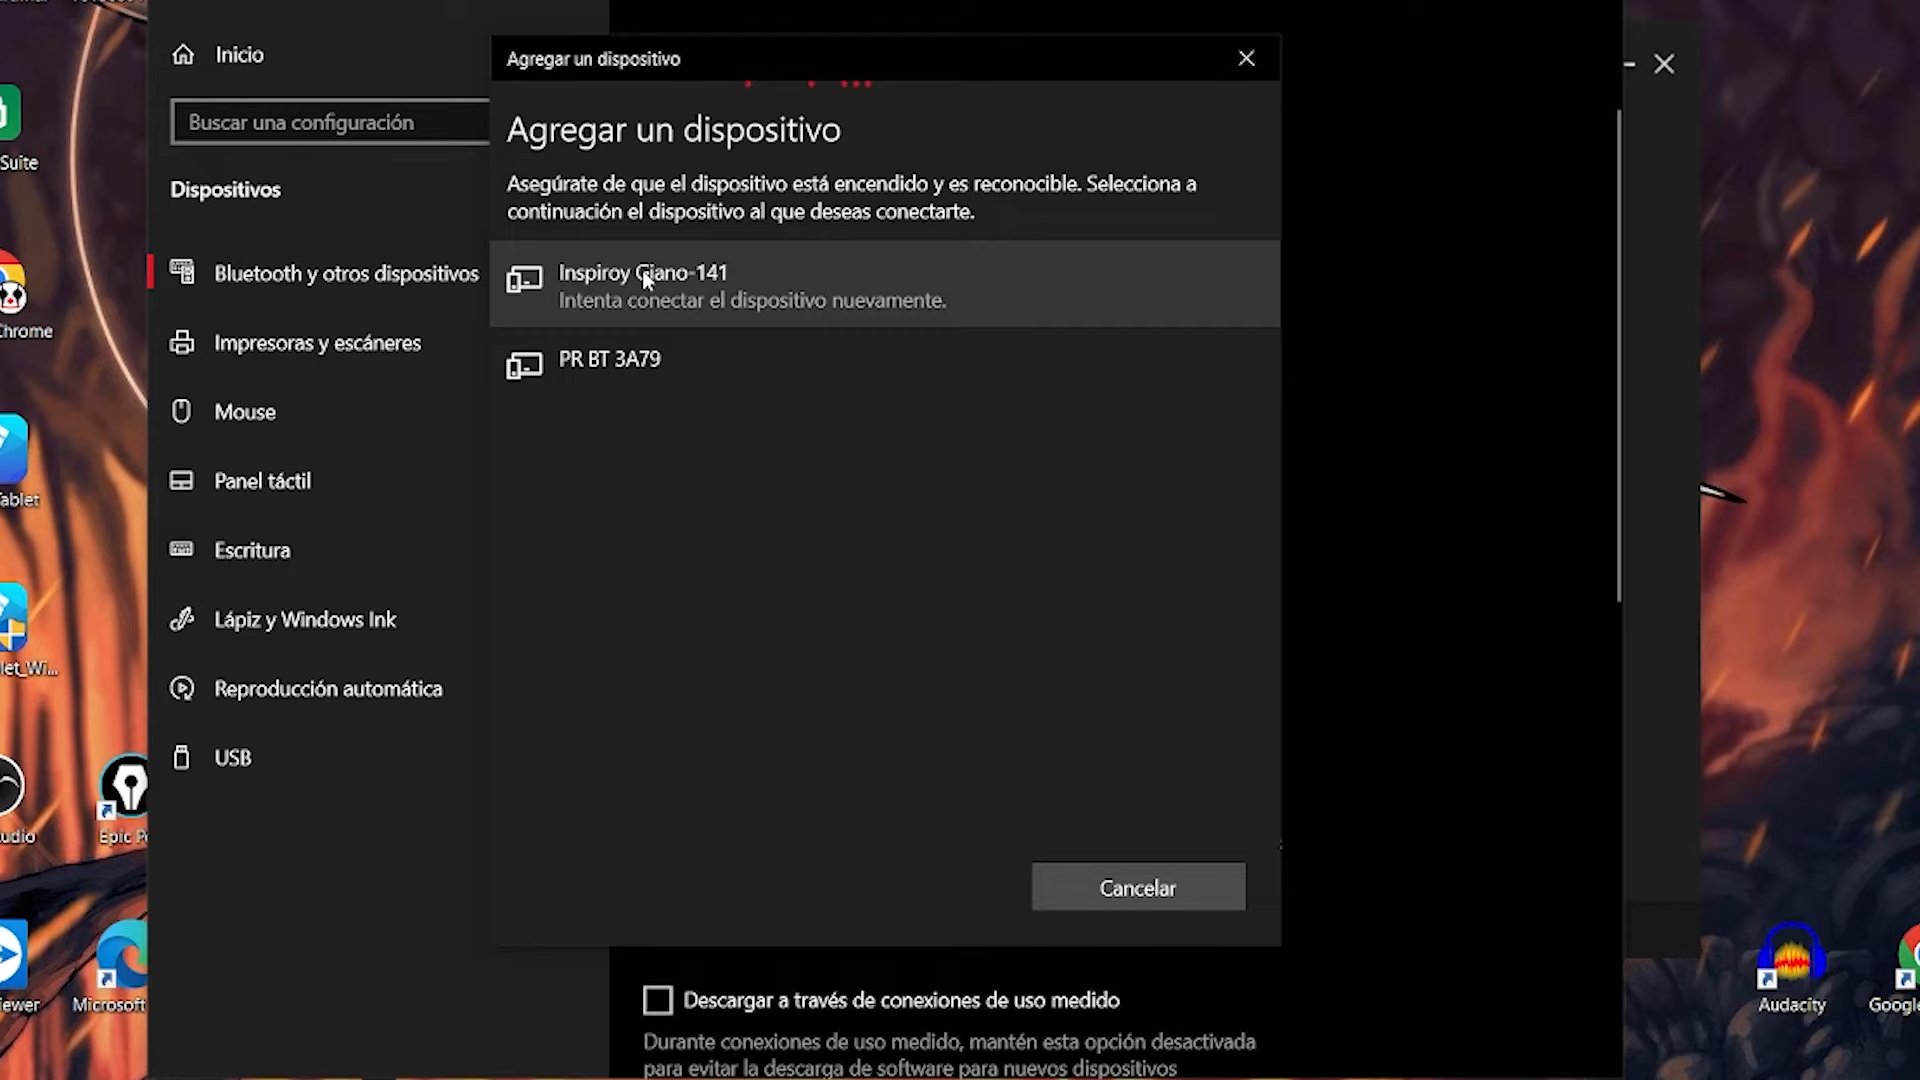 Inicio
Buscar una configuración
Dispositivos
Bluetooth y otros dispositivos
Impresoras y escáneres
Mouse
Panel táctil
Escritura
Lápiz y Windows Ink
Reproducción automática
USB
Agregar un dispositivo
Agregar un dispositivo
Asegúrate de que el dispositivo está encendido y es reconocible. Selecciona a
continuación el dispositivo al que deseas conectarte.
Inspiroy Giano-141
Intenta conectar el dispositivo nuevamente.
PR BT 3A79
Cancelar
Descargar a través de conexiones de uso medido
Durante conexiones de uso medido, mantén esta opción desactivada
para evitar la descarga de software para nuevos dispositivos
Suite
Chrome
Tablet
let_Wi...
Epic
Microsoft
Audacity
Google